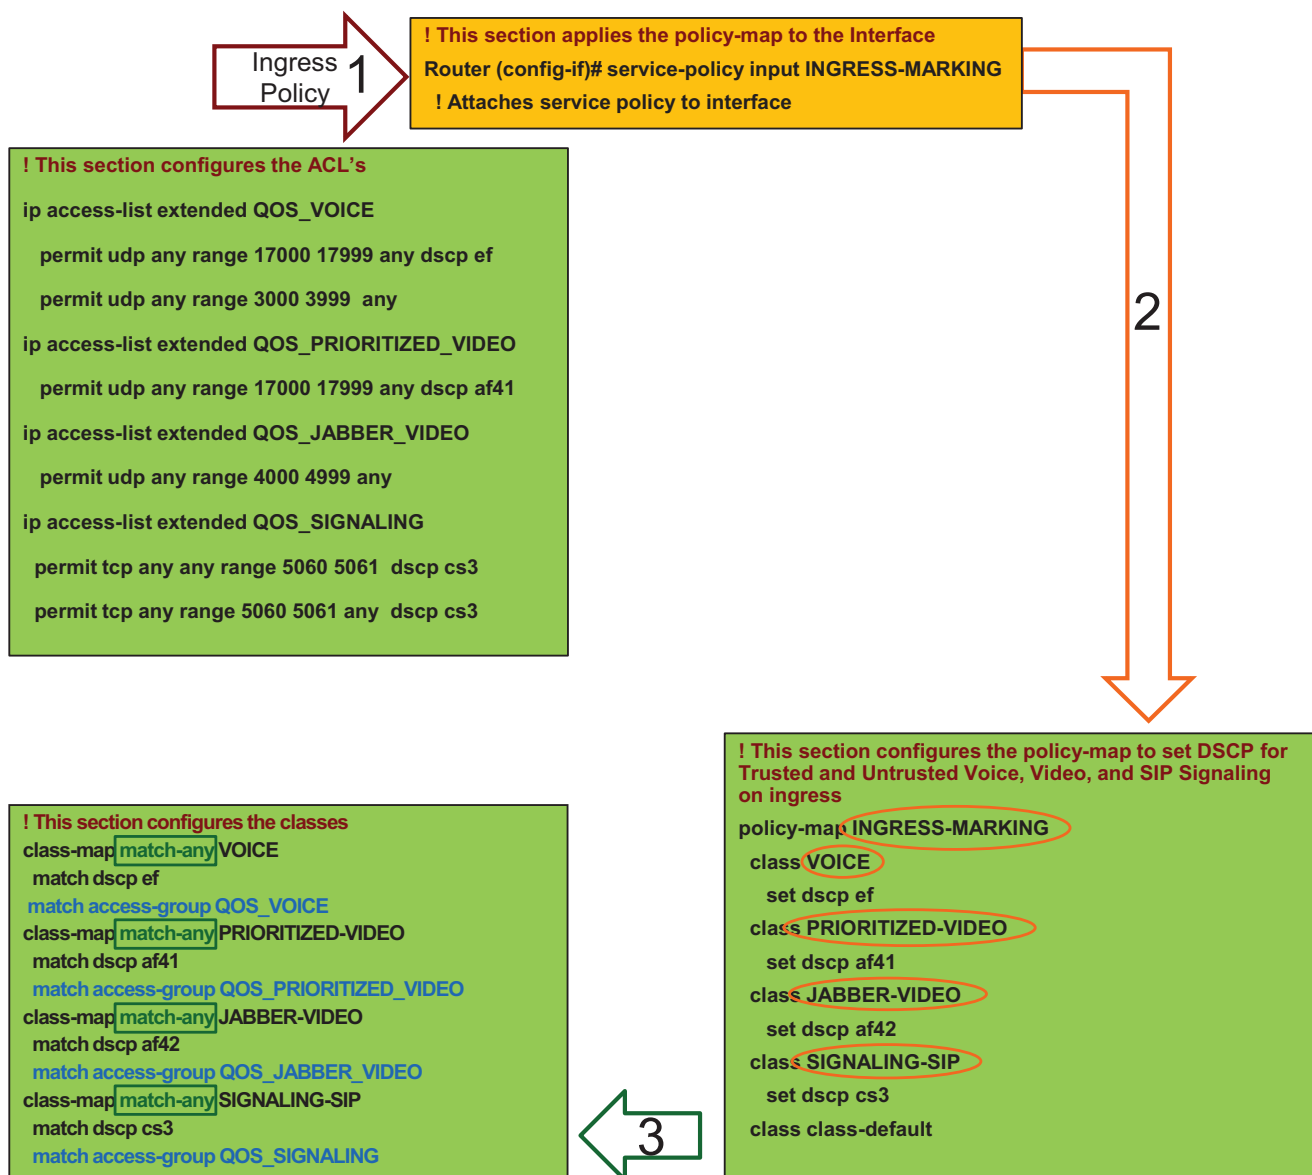 Ingress
Policy
1
! This section applies the policy-map to the Interface
Router (config-if)# service-policy input INGRESS-MARKING
! Attaches service policy to interface
2
! This section configures the ACL's
ip access-list extended QOS_VOICE
permit udp any range 17000 17999 any dscp ef
permit udp any range 3000 3999 any
ip access-list extended QOS_PRIORITIZED_VIDEO
permit udp any range 17000 17999 any dscp af41
ip access-list extended QOS_JABBER_VIDEO
permit udp any range 4000 4999 any
ip access-list extended QOS_SIGNALING
permit tcp any any range 5060 5061 dscp cs3
permit tcp any range 5060 5061 any dscp cs3
! This section configures the policy-map to set DSCP for
Trusted and Untrusted Voice, Video, and SIP Signaling
on ingress
policy-map INGRESS-MARKING
class VOICE
set dscp ef
class PRIORITIZED-VIDEO
set dscp af41
class JABBER-VIDEO
set dscp af42
class SIGNALING-SIP
set dscp cs3
class class-default
3
! This section configures the classes
class-map match-any VOICE
match dscp ef
match access-group QOS_VOICE
class-map match-any PRIORITIZED-VIDEO
match dscp af41
match access-group QOS_PRIORITIZED_VIDEO
class-map match-any JABBER-VIDEO
match dscp af42
match access-group QOS_JABBER_VIDEO
class-map match-any SIGNALING-SIP
match dscp cs3
match access-group QOS_SIGNALING